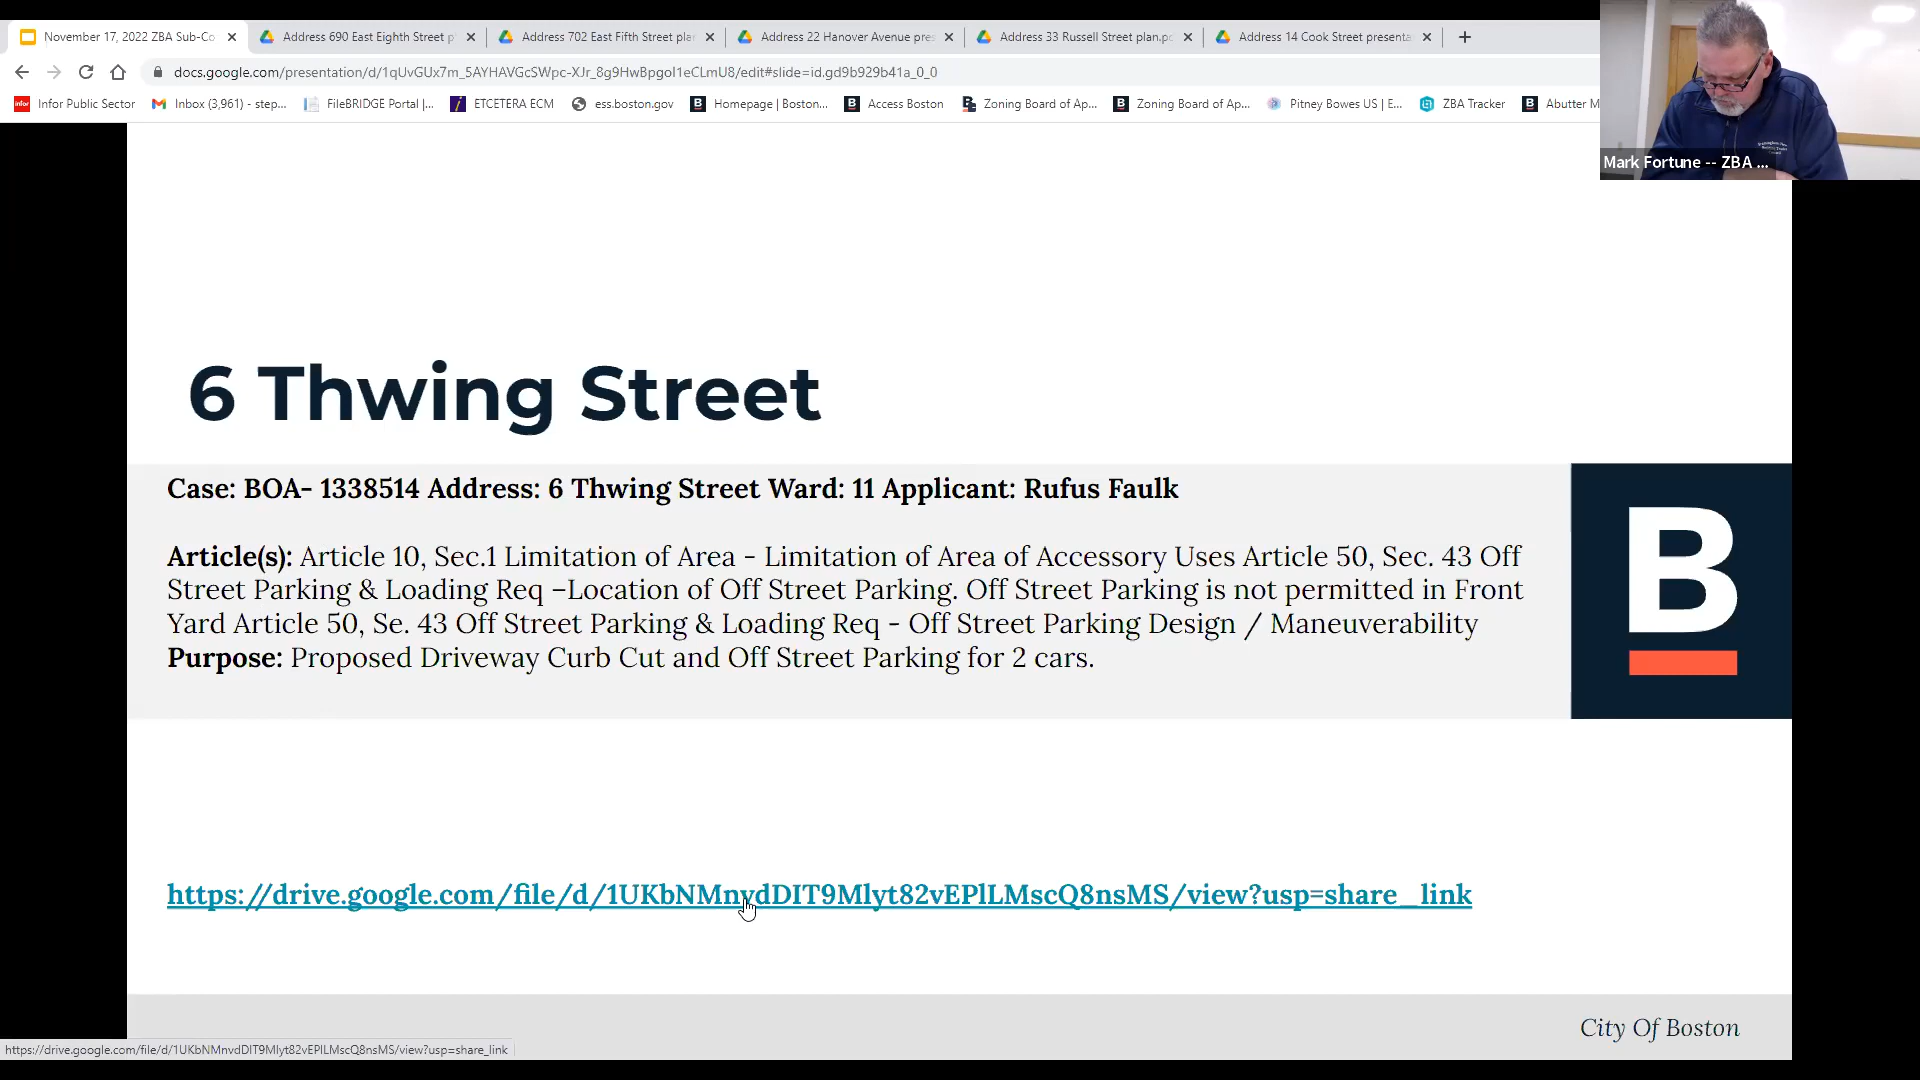 November 17, 2022 ZBA Sub-Co
Address 690 East Eighth Street p
Address 702 East Fifth Street plan
Address 22 Hanover Avenue pres
Address 33 Russell Street plan.pd
Address 14 Cook Street presenta
docs.google.com/presentation/d/1qUvGUx7m_5AYHAVGcSWpc-XJr_8g9HwBpgoI1eCLmU8/edit#slide=id.gd9b929b41a_0_0
infor Infor Public Sector
Inbox (3,961) - step...
FileBRIDGE Portal |...
ETCETERA ECM
ess.boston.gov
B Homepage | Boston...
B Access Boston
Zoning Board of Ap...
B Zoning Board of Ap...
Pitney Bowes US | E...
ZBA Tracker
B Abutter M
Mark Fortune -- ZBA ...
6 Thwing Street
Case: BOA- 1338514 Address: 6 Thwing Street Ward: 11 Applicant: Rufus Faulk
Article(s): Article 10, Sec.1 Limitation of Area - Limitation of Area of Accessory Uses Article 50, Sec. 43 Off
Street Parking & Loading Req –Location of Off Street Parking. Off Street Parking is not permitted in Front
Yard Article 50, Se. 43 Off Street Parking & Loading Req - Off Street Parking Design / Maneuverability
Purpose: Proposed Driveway Curb Cut and Off Street Parking for 2 cars.
B
https://drive.google.com/file/d/1UKbNMnvdDIT9Mlyt82vEPlLMscQ8nsMS/view?usp=share_link
City Of Boston
https://drive.google.com/file/d/1UKbNMnvdDIT9Mlyt82vEPlLMscQ8nsMS/view?usp=share_link